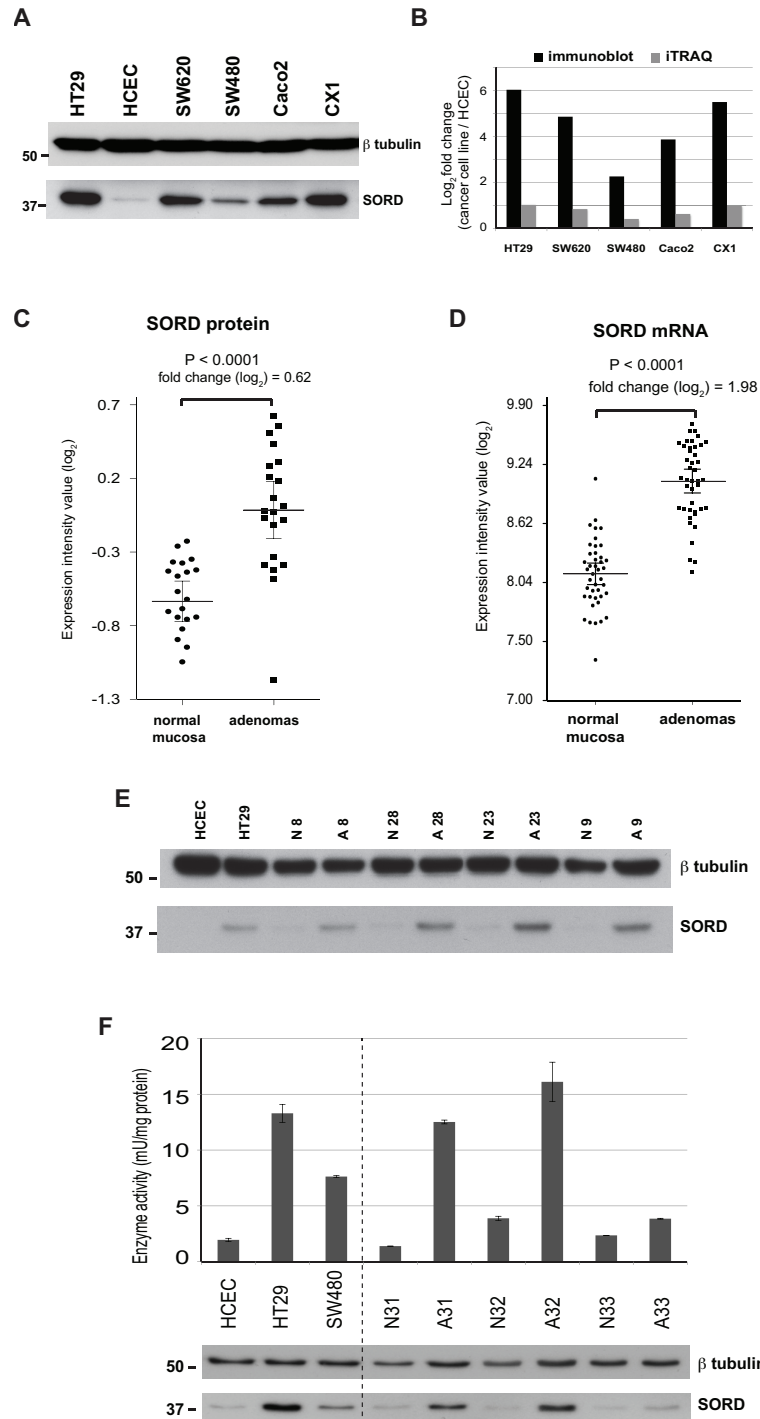 A
HT29 HCEC SW620 SW480 Caco2 CX1
50 β tubulin
37 SORD
B
immunoblot iTRAQ
Log2 fold change
(cancer cell line / HCEC)
6
4
2
2
0
HT29 SW620 SW480 Caco2 CX1
C
SORD protein
P < 0.0001
fold change (log2) = 0.62
Expression intensity value (log2)
0.7
0.2
-0.3
-0.8
-1.3
normal mucosa
adenomas
D
SORD mRNA
P < 0.0001
fold change (log2) = 1.98
Expression intensity value (log2)
9.90
9.24
8.62
8.04
7.50
7.00
normal mucosa
adenomas
E
HCEC HT29 N 8 A 8 N 28 A 28 N 23 A 23 N 9 A 9
50 β tubulin
37 SORD
F
Enzyme activity (mU/mg protein)
20
15
10
5
0
HCEC HT29 SW480 N31 A31 N32 A32 N33 A33
50 β tubulin
37 SORD